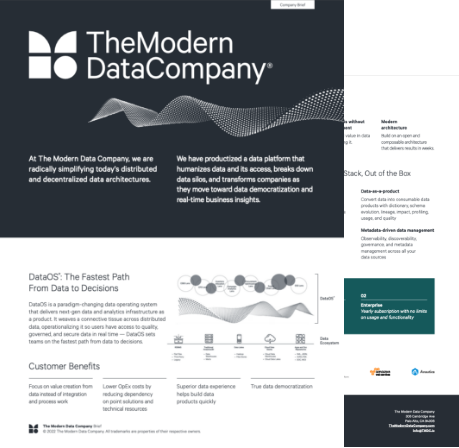 Company Brief
TheModern
DataCompany®
At The Modern Data Company, we are
radically simplifying today's distributed
and decentralized data architectures.
We have productized a data platform that
humanizes data and its access, breaks down
data silos, and transforms companies as
they move toward data democratization and
real-time business insights.
DataOS®: The Fastest Path
From Data to Decisions
DataOS is a paradigm-changing data operating system
that delivers next-gen data and analytics infrastructure as
a product. It weaves a connective tissue across distributed
data, operationalizing it so users have access to quality,
governed, and secure data in real time — DataOS sets
teams on the fastest path from data to decisions.
DataOS
Data
Ecosystem
Customer Benefits
Focus on value creation from
data instead of integration
and process work
Lower OpEx costs by
reducing dependency
on point solutions and
technical resources
Superior data experience
helps build data
products quickly
True data democratization
The Modern Data Company Brief
© 2022 The Modern Data Company. All trademarks are properties of their respective owners.
without
value in data
Modern
architecture
Build on an open and
composable architecture
that delivers results in weeks
Stack, Out of the Box
Data-as-a-product
Convert data into consumable data
products with dictionary, schema
evolution, lineage, impact, profiling,
usage, and quality
Metadata-driven data management
Observability, discoverability,
governance, and metadata
management across all your
data sources
02
Enterprise
Yearly subscription with no limits
on usage and functionality
The Modern Data Company
Palo Alto, CA
TheModernDataCompany.com